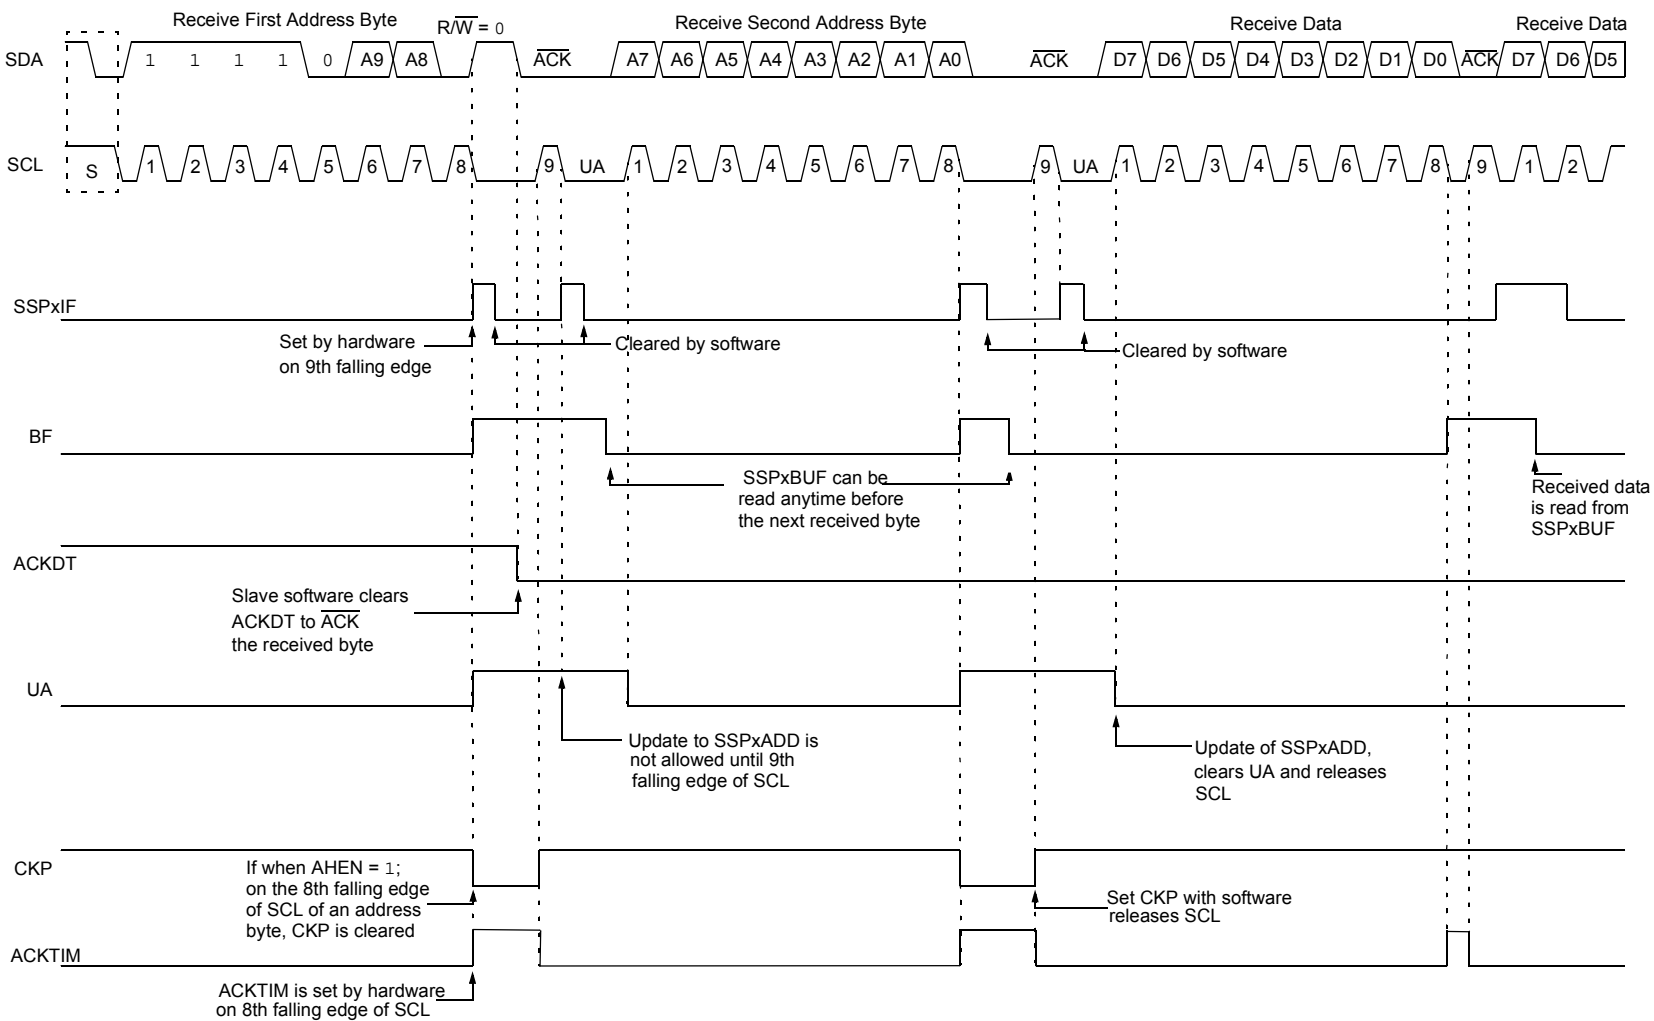 Receive First Address Byte
R/W = 0
Receive Second Address Byte
Receive Data
Receive Data
SDA
1 1 1 1 0 A9 A8 ACK A7 A6 A5 A4 A3 A2 A1 A0 ACK D7 D6 D5 D4 D3 D2 D1 D0 ACK D7 D6 D5
SCL
S 1 2 3 4 5 6 7 8 9 UA 1 2 3 4 5 6 7 8 9 UA 1 2 3 4 5 6 7 8 9 1 2
SSPxIF
Set by hardware
on 9th falling edge
Cleared by software
Cleared by software
BF
SSPxBUF can be
read anytime before
the next received byte
Received data
is read from
SSPxBUF
ACKDT
Slave software clears
ACKDT to ACK
the received byte
UA
Update to SSPxADD is
not allowed until 9th
falling edge of SCL
Update of SSPxADD,
clears UA and releases
SCL
CKP
If when AHEN = 1;
on the 8th falling edge
of SCL of an address
byte, CKP is cleared
Set CKP with software
releases SCL
ACKTIM
ACKTIM is set by hardware
on 8th falling edge of SCL